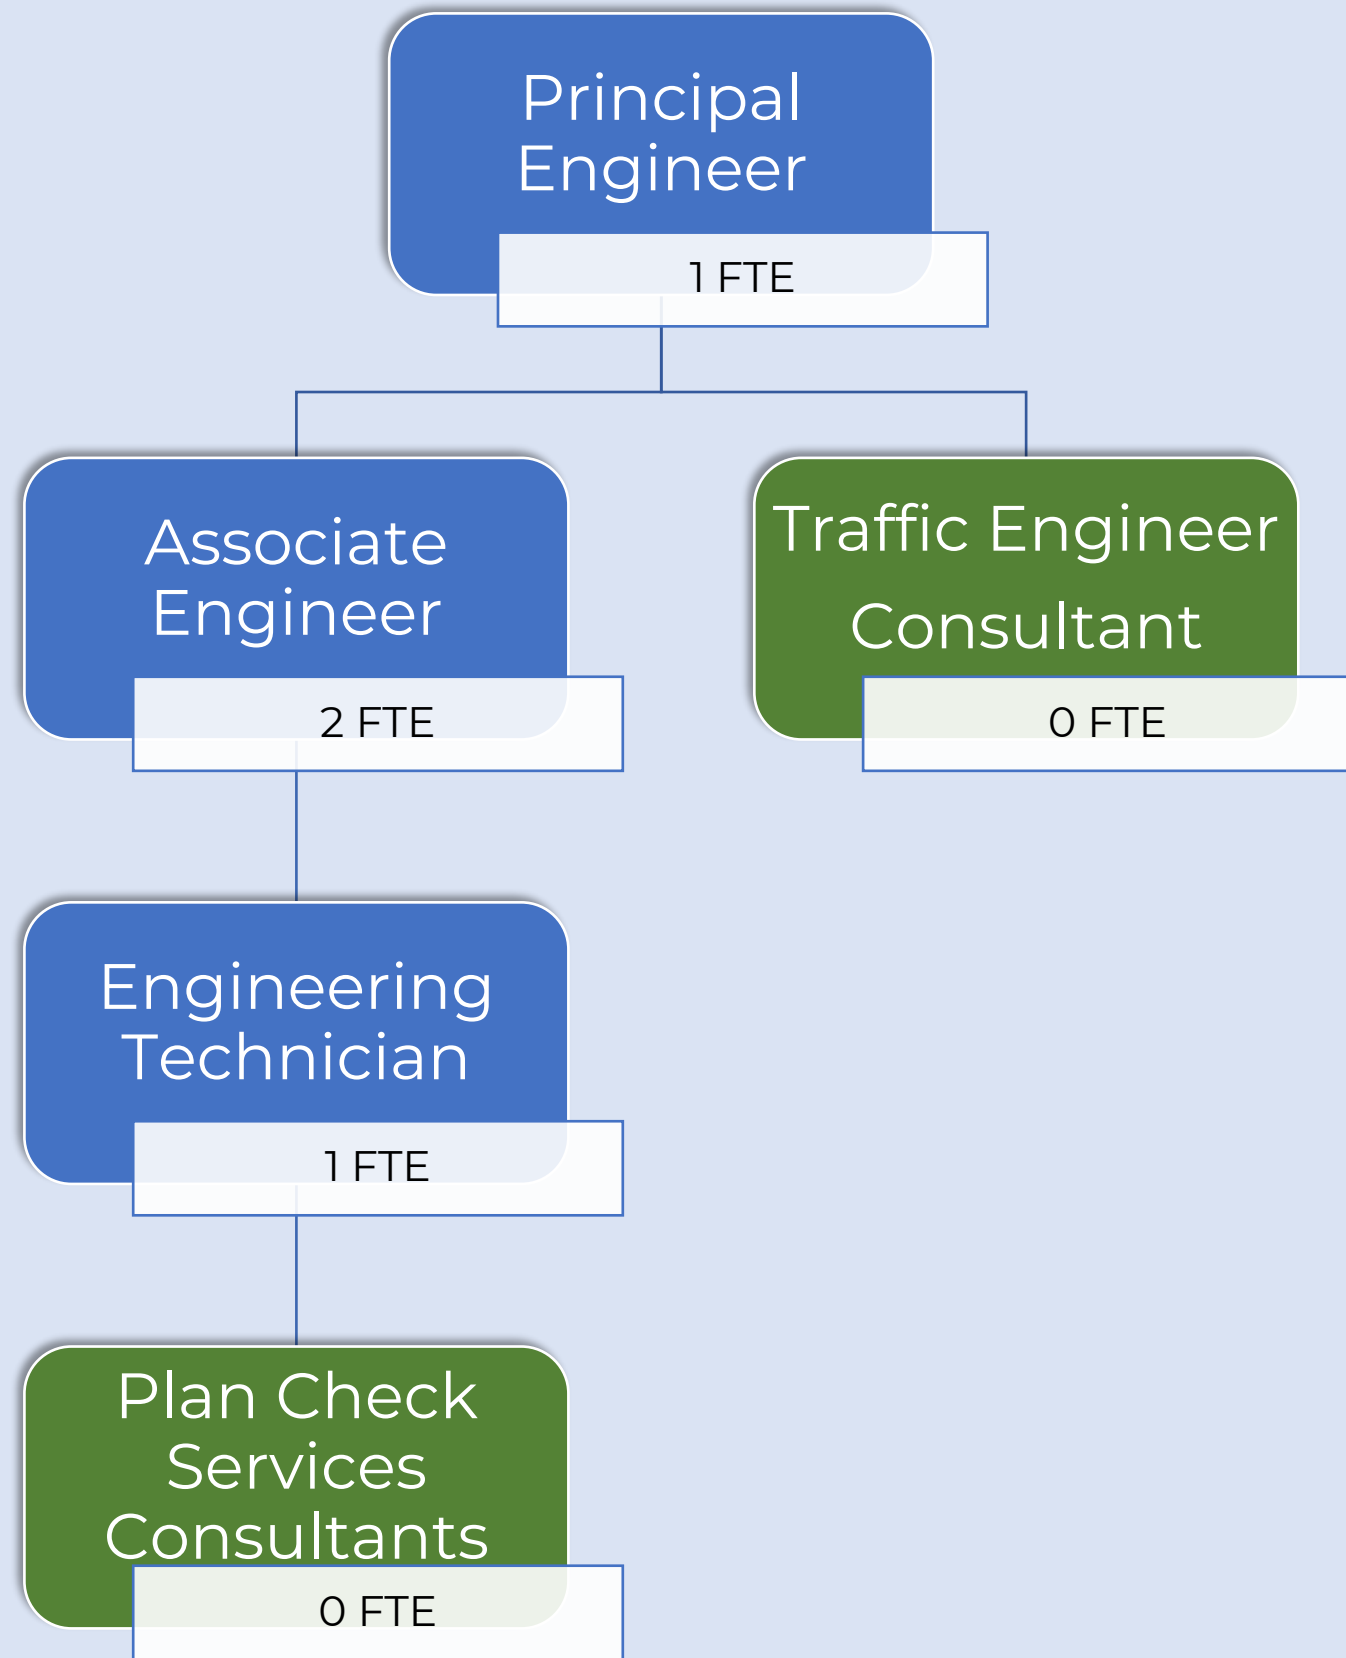 Principal
Engineer
1 FTE
Associate
Engineer
2 FTE
Traffic Engineer
Consultant
0 FTE
Engineering
Technician
1 FTE
Plan Check
Services
Consultants
0 FTE